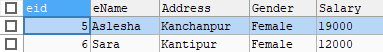 eid eName Address Gender Salary
5 Aslesha Kanchanpur Female 19000
6 Sara Kantipur Female 12000